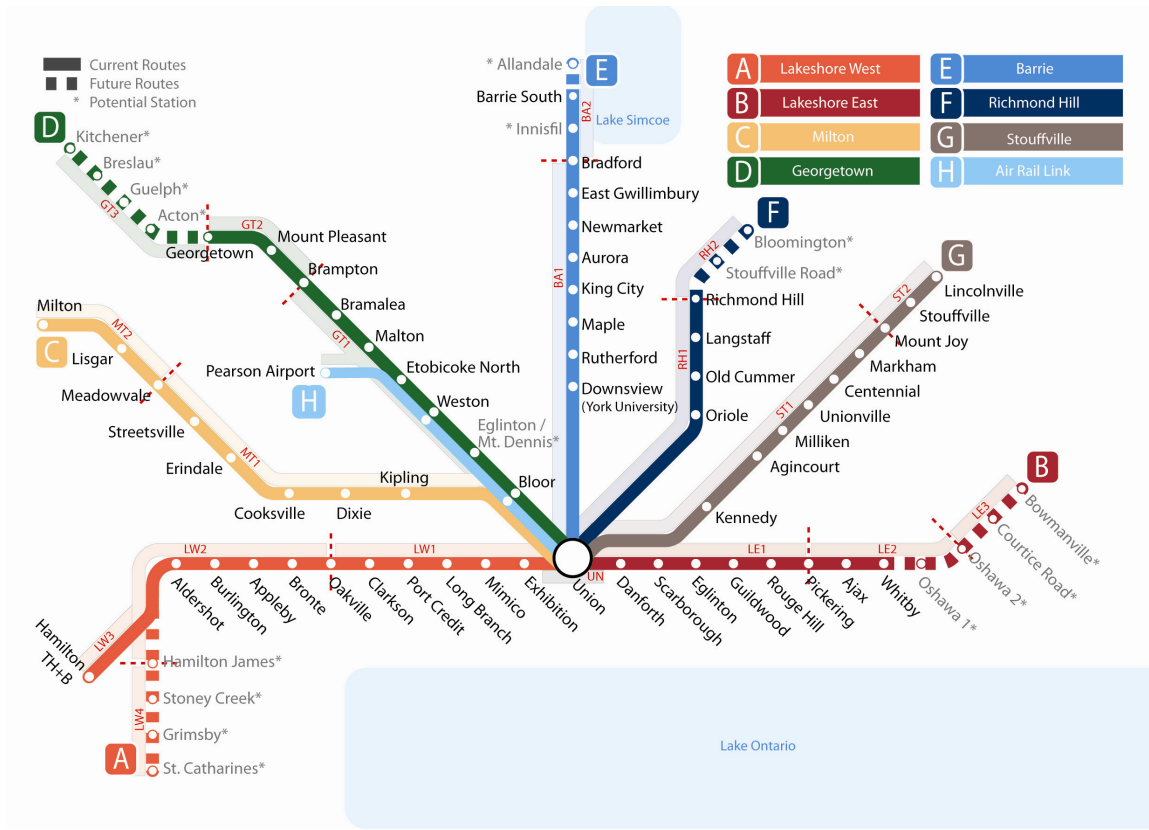 Current Routes
Future Routes
* Potential Station
A Lakeshore West
B Lakeshore East
C Milton
D Georgetown
E Barrie
F Richmond Hill
G Stouffville
H Air Rail Link
D
Kitchener*
Breslau*
Guelph*
Acton*
GT3
GT2
Georgetown
Mount Pleasant
Brampton
Bramalea
GT1
Malton
Etobicoke North
Weston
Eglinton /
Mt. Dennis*
Bloor
Pearson Airport
H
Milton
C
MT2
Lisgar
Meadowvale
Streetsville
Erindale
MT1
Cooksville
Dixie
Kipling
* Allandale
E
Barrie South
BA2
* Innisfil
Lake Simcoe
Bradford
East Gwillimbury
Newmarket
Aurora
BA1
King City
Maple
Rutherford
Downsview
(York University)
F
Bloomington*
RH2
Stouffville Road*
Richmond Hill
RH1
Langstaff
Old Cummer
Oriole
G
Lincolnville
ST2
Stouffville
Mount Joy
Markham
Centennial
ST1
Unionville
Milliken
Agincourt
Kennedy
B
Bowmanville*
LE3
Courtice Road*
Oshawa 2*
Oshawa 1*
LE2
LE1
Whitby
Ajax
Pickering
Rouge Hill
Guildwood
Eglinton
Scarborough
Danforth
UN
Union
Exhibition
Mimico
Long Branch
Port Credit
Clarkson
Oakville
Bronte
Appleby
Burlington
Aldershot
LW1
LW2
LW3
Hamilton
TH+B
Hamilton James*
Stoney Creek*
LW4
Grimsby*
A
St. Catharines*
Lake Ontario